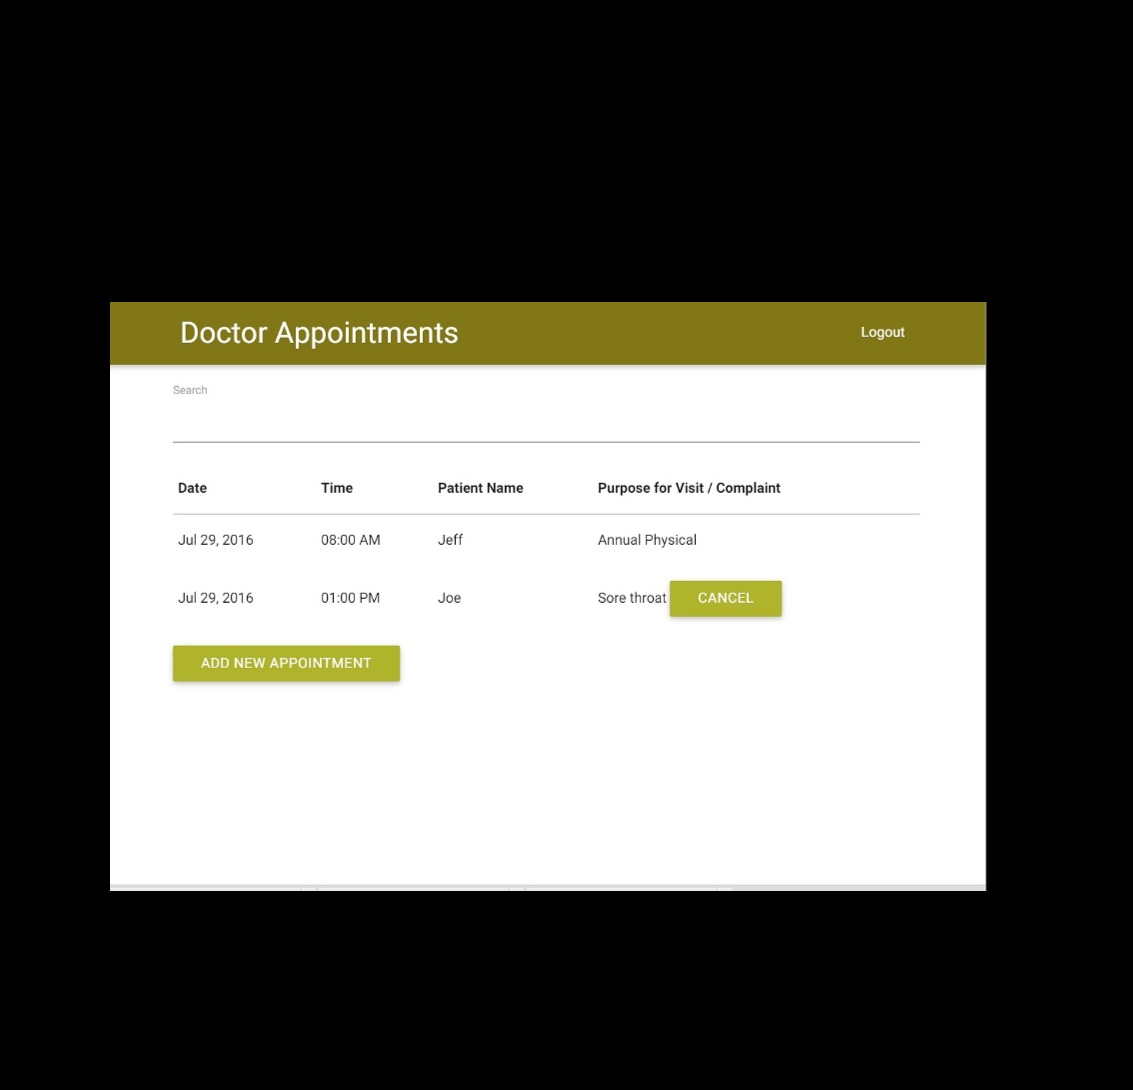 Doctor Appointments Logout
Search
Date Time Patient Name Purpose for Visit / Complaint
Jul 29, 2016 08:00 AM Jeff Annual Physical
Jul 29, 2016 01:00 PM Joe Sore throat CANCEL
ADD NEW APPOINTMENT